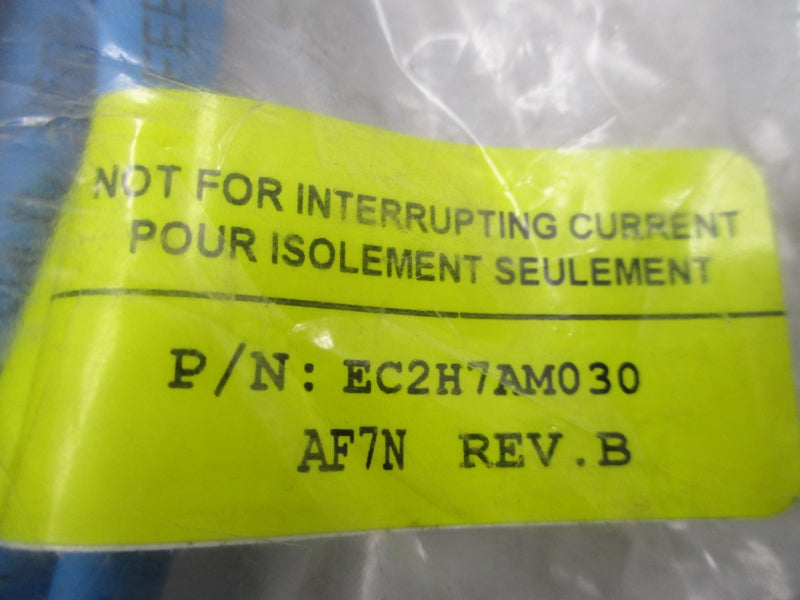 NOT FOR INTERRUPTING CURRENT
POUR ISOLEMENT SEULEMENT
P/N: EC2H7AM030
AF7N REV.B